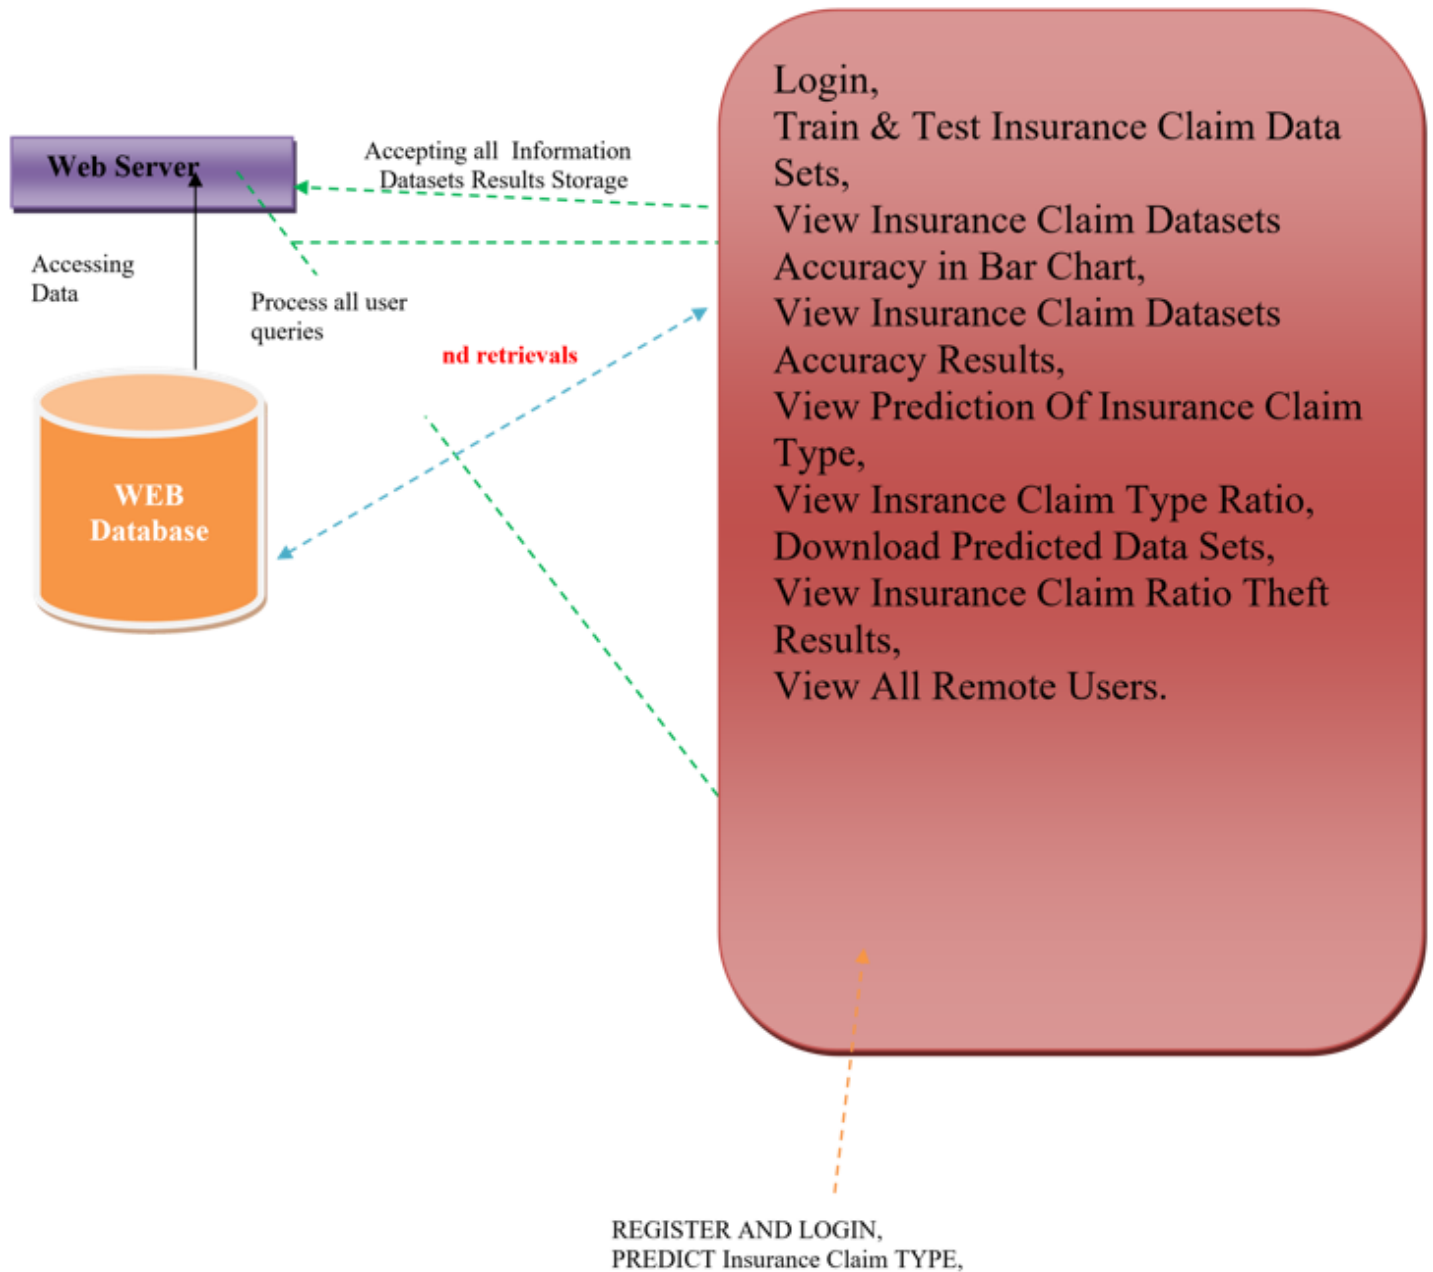 Login,
Train & Test Insurance Claim Data
Sets,
View Insurance Claim Datasets
Accuracy in Bar Chart,
View Insurance Claim Datasets
Accuracy Results,
View Prediction Of Insurance Claim
Type,
View Insrance Claim Type Ratio,
Download Predicted Data Sets,
View Insurance Claim Ratio Theft
Results,
View All Remote Users.
Web Server
Accepting all Information
Datasets Results Storage
Accessing
Data
Process all user
queries
nd retrievals
WEB
Database
REGISTER AND LOGIN,
PREDICT Insurance Claim TYPE,